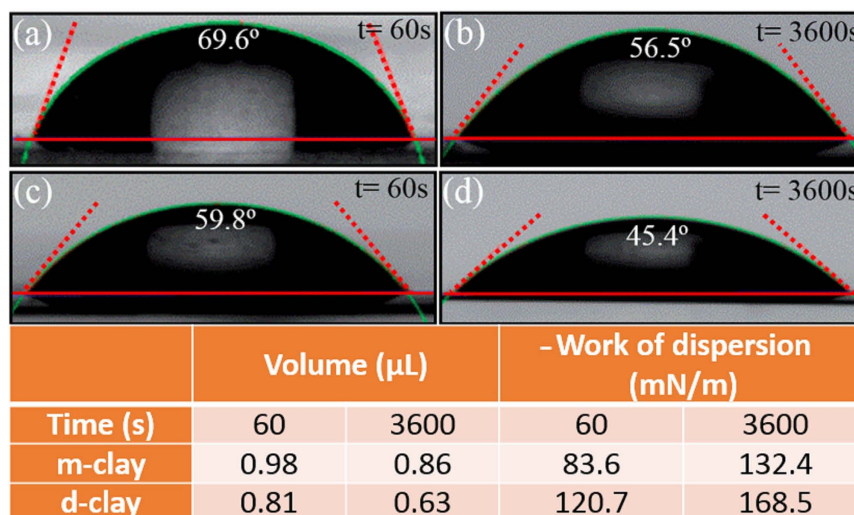 (a) 69.6º t= 60s
(b) 56.5º t= 3600s
(c) 59.8º t= 60s
(d) 45.4º t= 3600s
Volume (µL) –Work of dispersion
(mN/m)
Time (s) 60 3600 60 3600
m-clay 0.98 0.86 83.6 132.4
d-clay 0.81 0.63 120.7 168.5